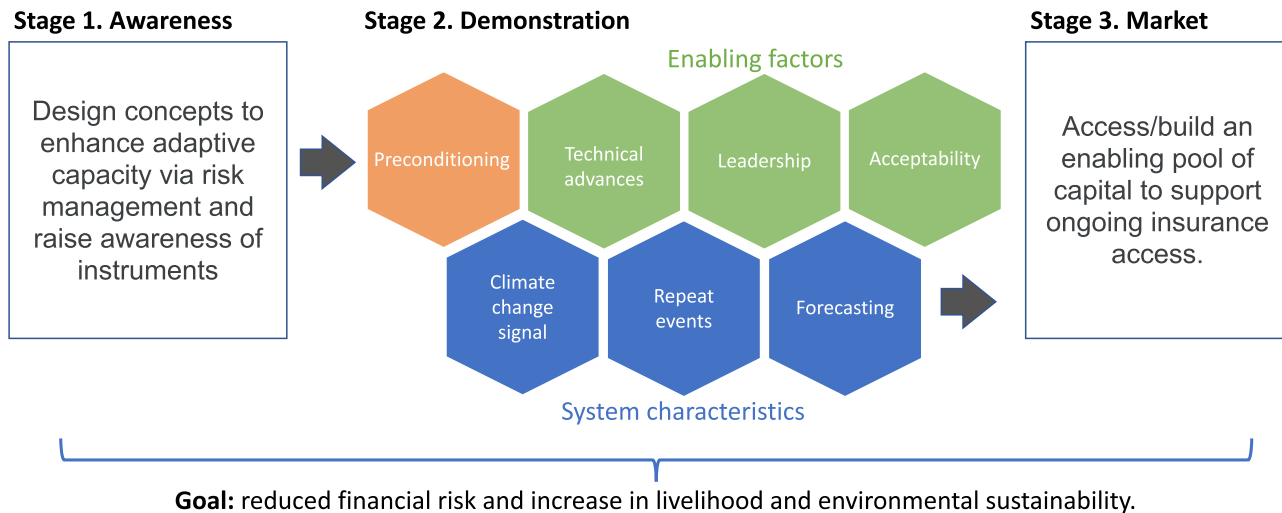 Stage 1. Awareness
Design concepts to
enhance adaptive
capacity via risk
management and
raise awareness of
instruments
Stage 2. Demonstration
Enabling factors
Preconditioning
Technical
advances
Leadership
Acceptability
Climate
change
signal
Repeat
events
Forecasting
System characteristics
Stage 3. Market
Access/build an
enabling pool of
capital to support
ongoing insurance
access.
Goal: reduced financial risk and increase in livelihood and environmental sustainability.